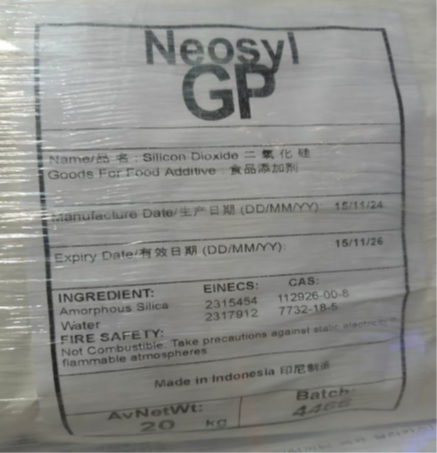 Neosyl
GP
Name/品 名 : Silicon Dioxide 二 氧 化 硅
Goods For Food Additive : 食品添加剂
Manufacture Date/生产日期 (DD/MM/YY) 15/11/24
Expiry Date/有效日期 (DD/MM/YY): 15/11/26
INGREDIENT: EINECS: CAS:
Amorphous Silica 2315454 112926-00-8
Water 2317912 7732-18-5
FIRE SAFETY:
Not Combustible. Take precautions against static electricity in
flammable atmospheres
Made in Indonesia 印尼制造
AvNetWt: Batch:
20 kg 4466